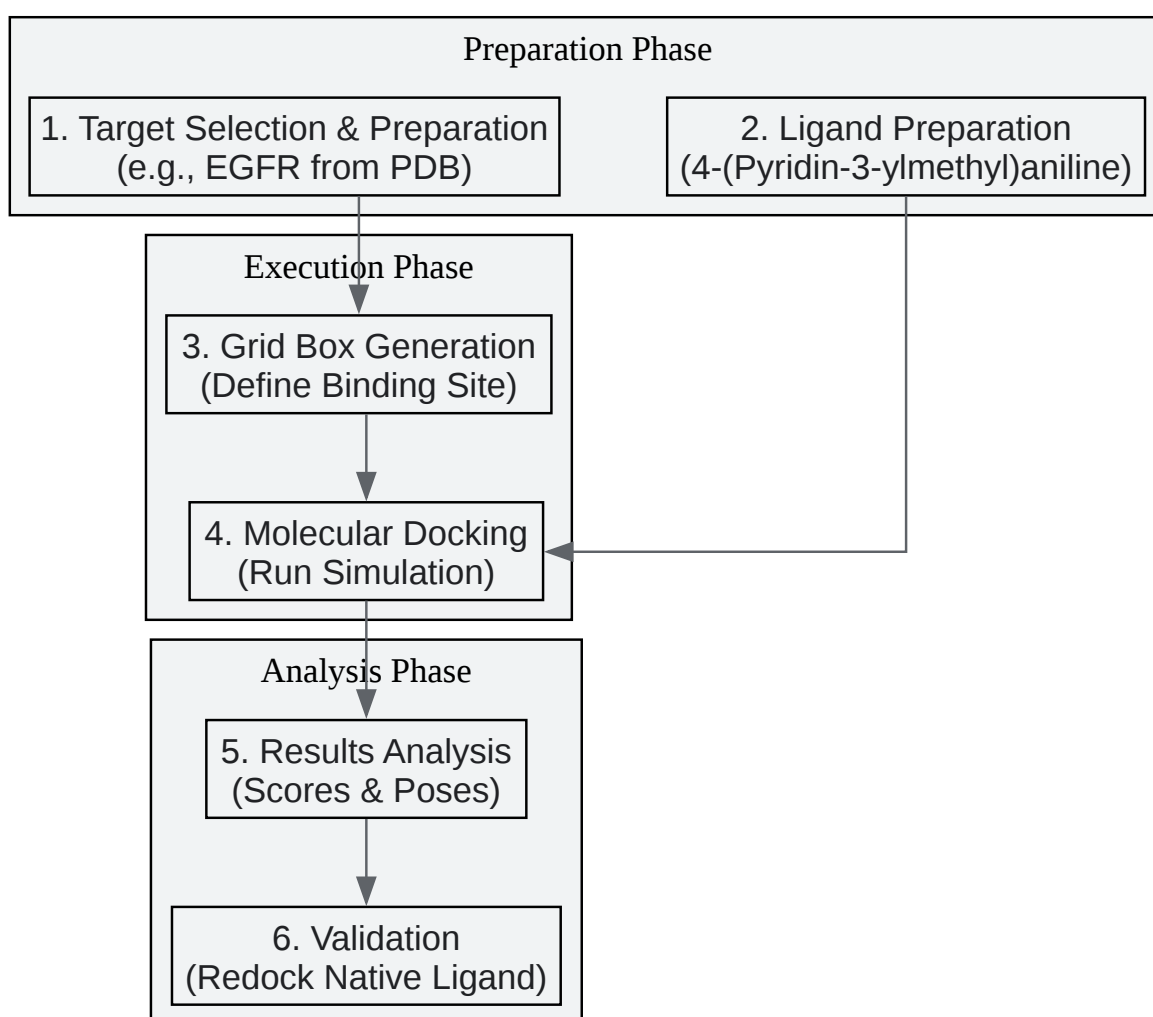 Preparation Phase
1. Target Selection & Preparation
(e.g., EGFR from PDB)
2. Ligand Preparation
(4-(Pyridin-3-ylmethyl)aniline)
Execution Phase
3. Grid Box Generation
(Define Binding Site)
4. Molecular Docking
(Run Simulation)
Analysis Phase
5. Results Analysis
(Scores & Poses)
6. Validation
(Redock Native Ligand)